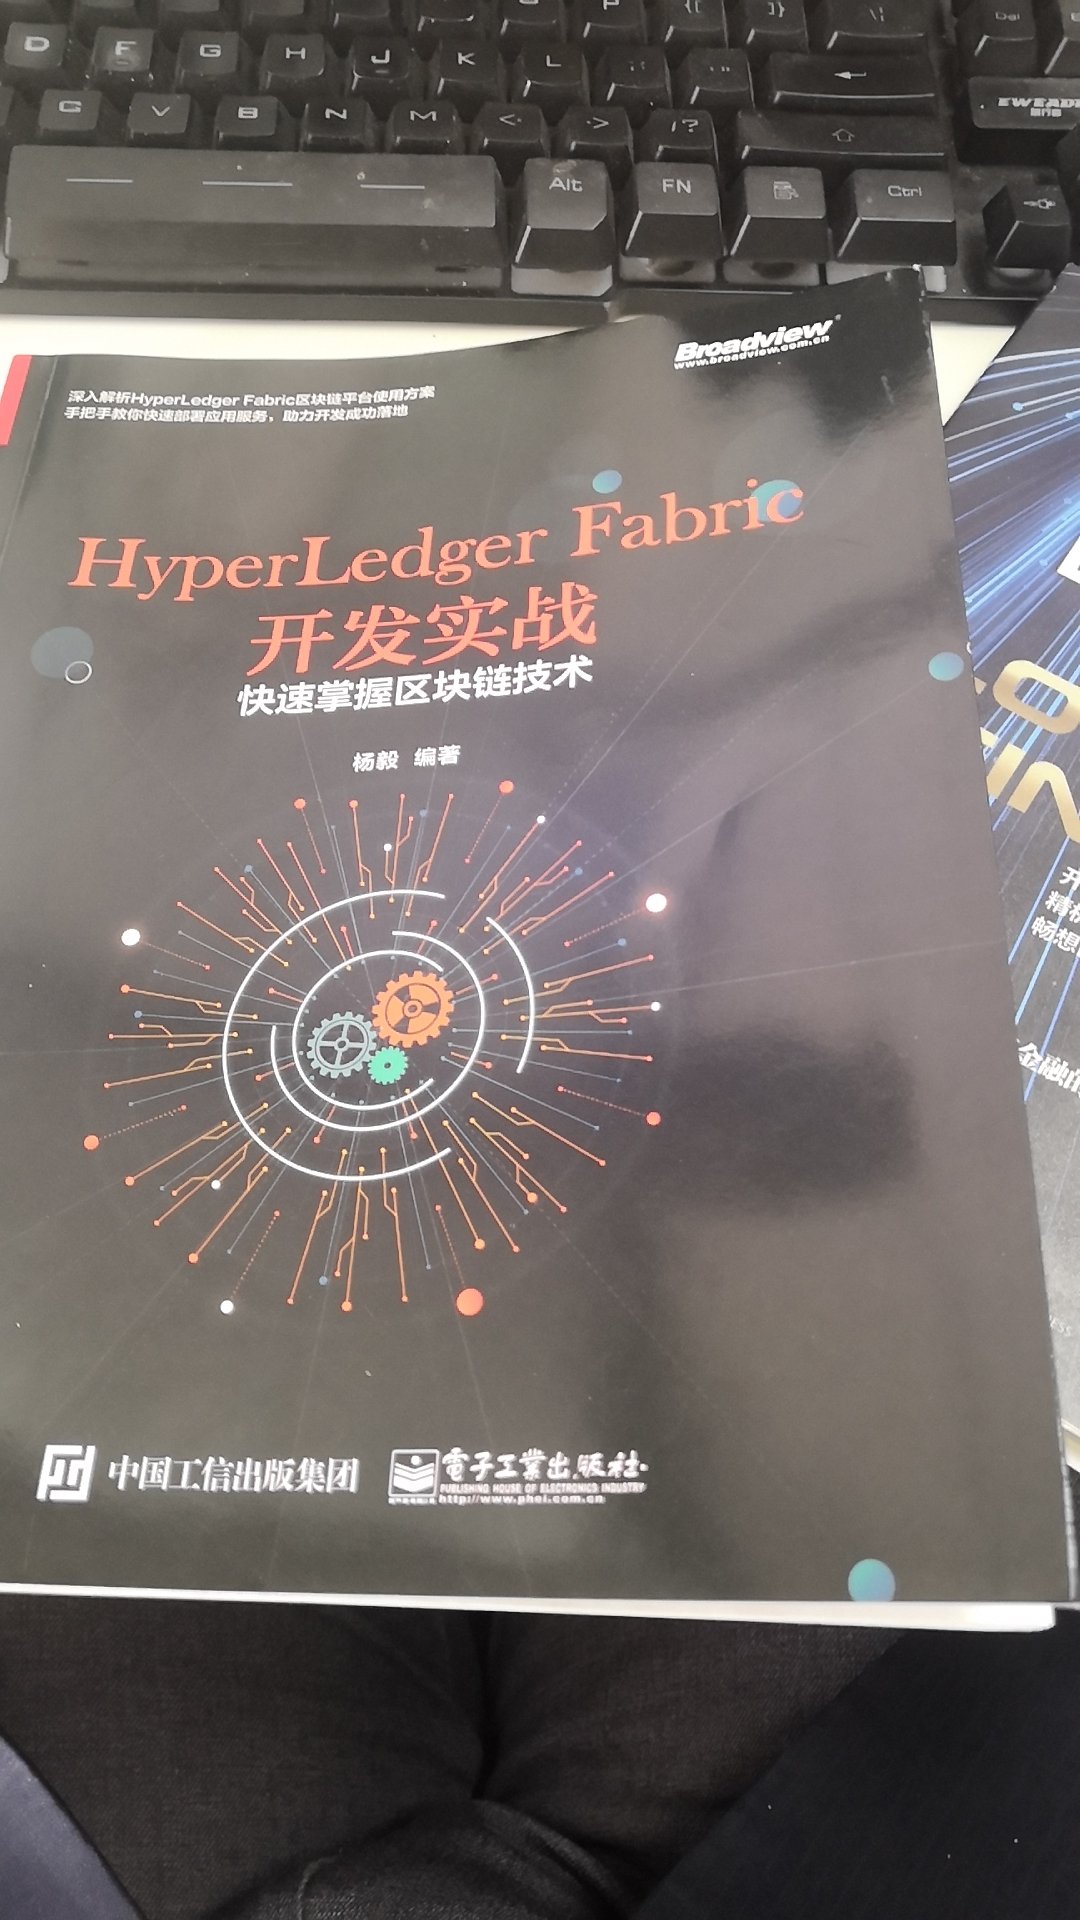 D F G H J K L
C V B N M < > / ?
Alt FN Ctrl
Broadview®
www.broadview.com.cn
深入解析HyperLedger Fabric区块链平台使用方案
手把手教你快速部署应用服务，助力开发成功落地
HyperLedger Fabric
开发实战
快速掌握区块链技术
杨毅 编著
中国工信出版集团
電子工業出版社·
PUBLISHING HOUSE OF ELECTRONICS INDUSTRY
http://www.phei.com.cn
畅想
金融